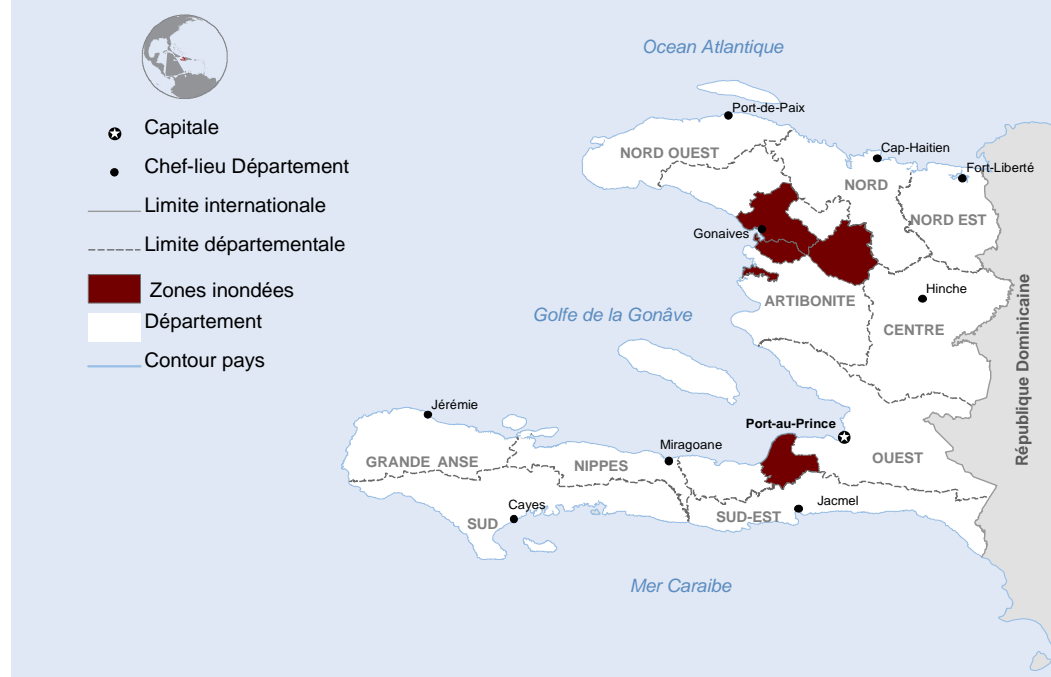 Ocean Atlantique
Capitale
Chef-lieu Département
Limite internationale
Limite départementale
Zones inondées
Département
Contour pays
Port-de-Paix
NORD OUEST
Cap-Haitien
Fort-Liberté
NORD
NORD EST
Gonaives
Hinche
ARTIBONITE
Golfe de la Gonâve
CENTRE
République Dominicaine
Jérémie
Port-au-Prince
Miragoane
GRANDE ANSE
NIPPES
OUEST
Cayes
Jacmel
SUD
SUD-EST
Mer Caraibe